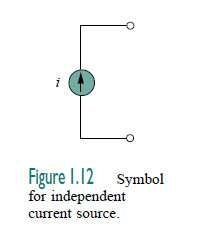 i
Figure 1.12 Symbol
for independent
current source.